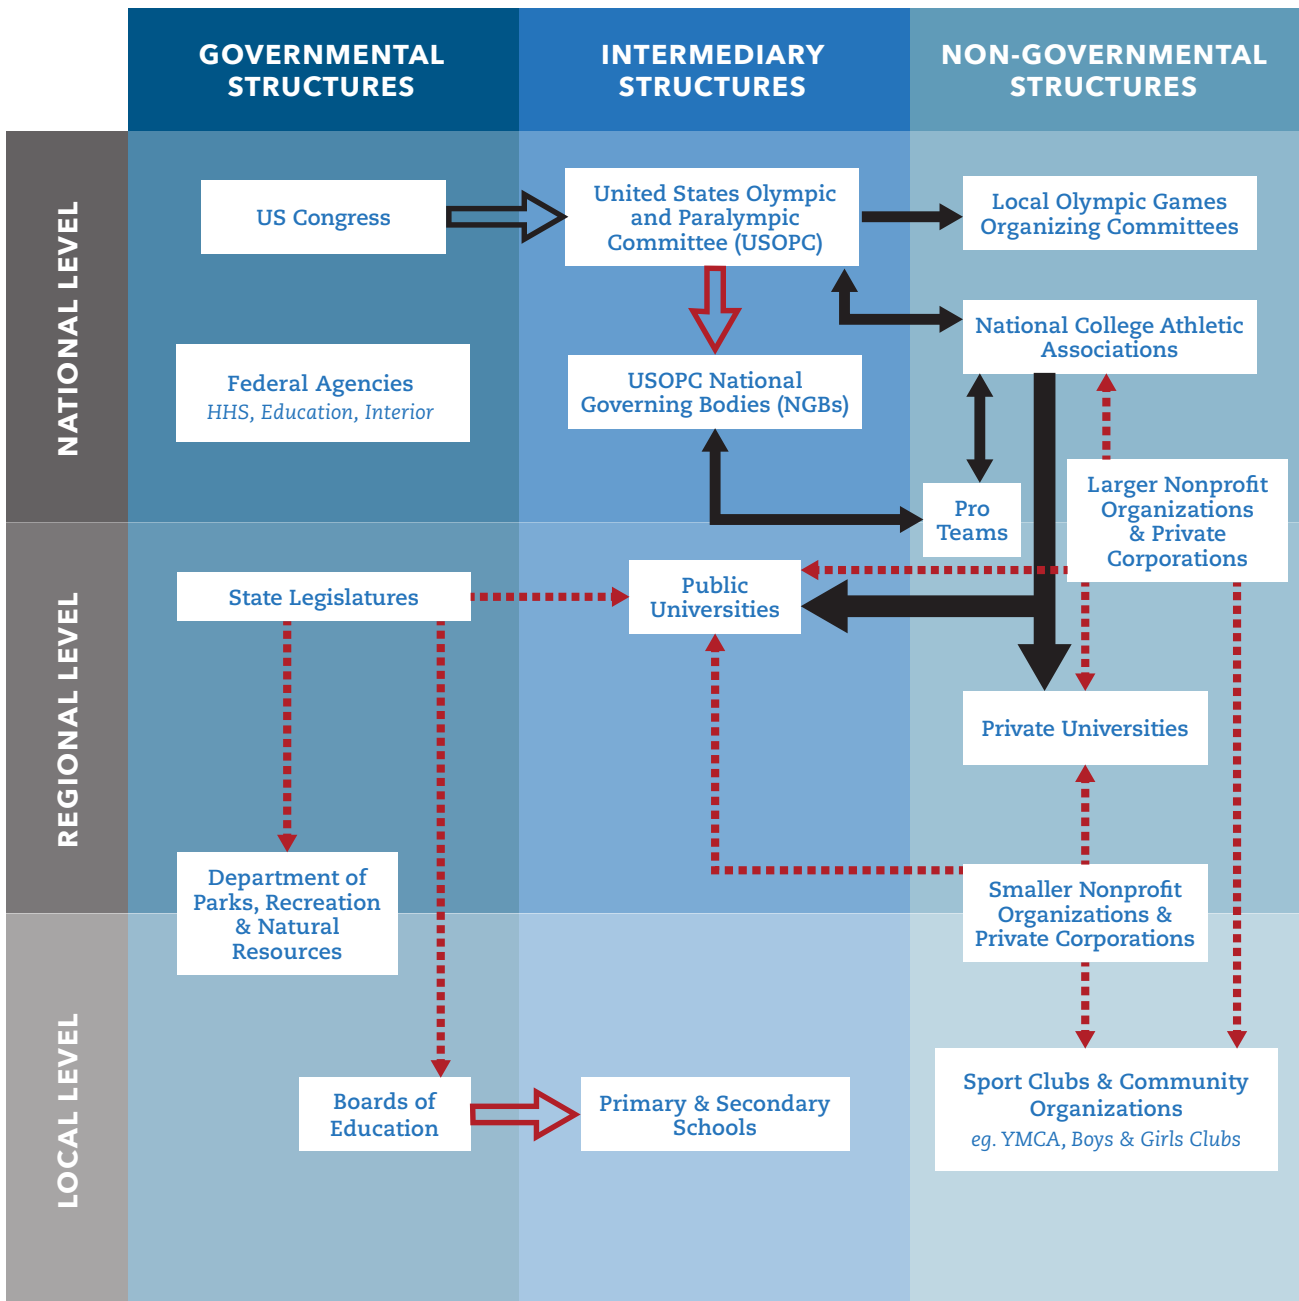 GOVERNMENTAL
STRUCTURES
INTERMEDIARY
STRUCTURES
NON-GOVERNMENTAL
STRUCTURES
NATIONAL LEVEL
US Congress
United States Olympic
and Paralympic
Committee (USOPC)
Local Olympic Games
Organizing Committees
National College Athletic
Associations
Federal Agencies
HHS, Education, Interior
USOPC National
Governing Bodies (NGBs)
Pro
Teams
Larger Nonprofit
Organizations
& Private
Corporations
REGIONAL LEVEL
State Legislatures
Public
Universities
Private Universities
Department of
Parks, Recreation
& Natural
Resources
Smaller Nonprofit
Organizations &
Private Corporations
LOCAL LEVEL
Boards of
Education
Primary & Secondary
Schools
Sport Clubs & Community
Organizations
eg. YMCA, Boys & Girls Clubs